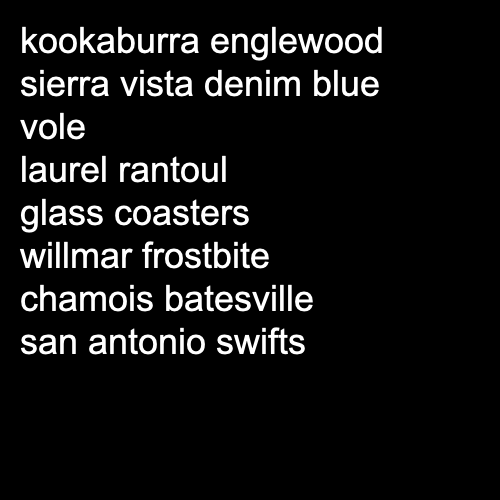 kookaburra englewood
sierra vista denim blue
vole
laurel rantoul
glass coasters
willmar frostbite
chamois batesville
san antonio swifts